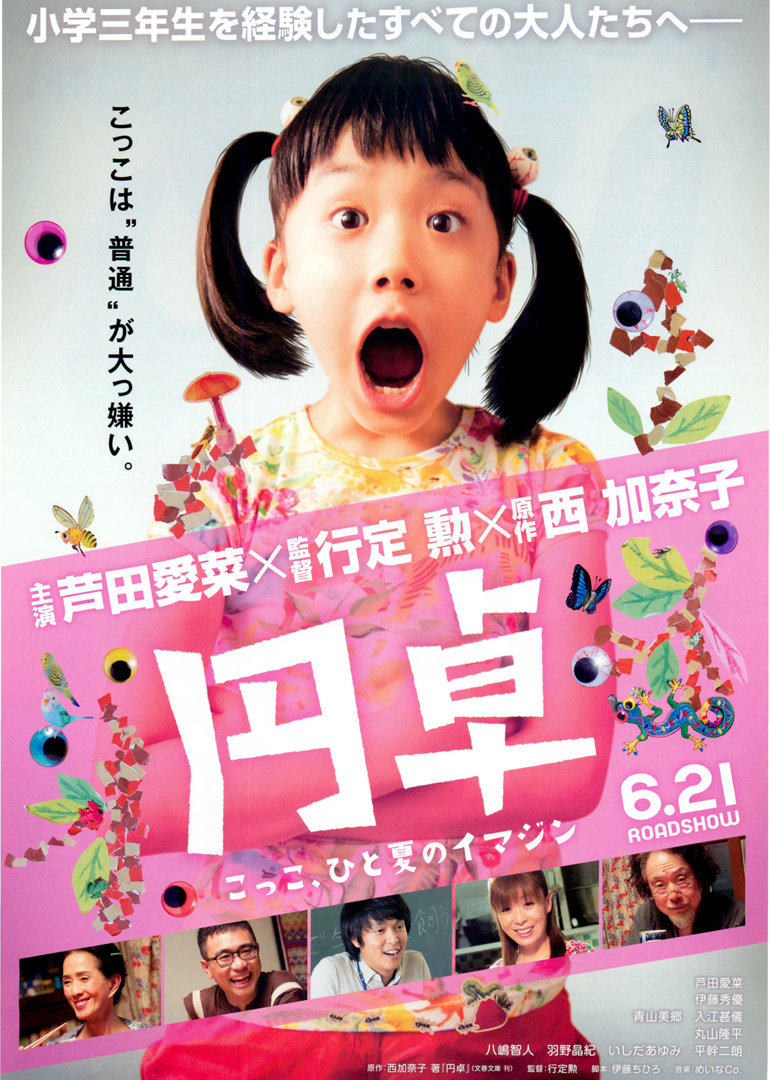 小学三年生を経験したすべての大人たちへ――
こっこは”普通“が大っ嫌い。
主演 芦田愛菜×監督 行定 勲×原作 西 加奈子
円卓
こっこ、ひと夏のイマジン
6.21
ROADSHOW
芦田愛菜
伊藤秀優
青山美郷 入江甚儀
丸山隆平
八嶋智人 羽野晶紀 いしだあゆみ 平幹二朗
原作：西加奈子 著『円卓』（文春文庫 刊） 監督：行定勲 脚本：伊藤ちひろ 音楽：めいなCo.